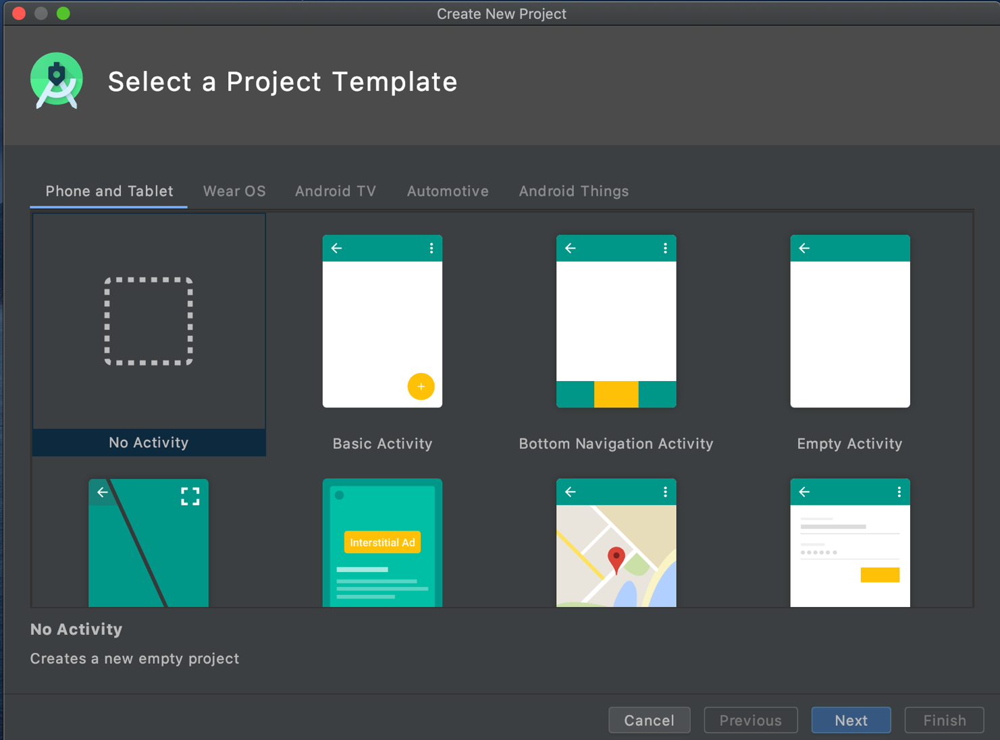 Create New Project
Select a Project Template
Phone and Tablet Wear OS Android TV Automotive Android Things
No Activity Basic Activity Bottom Navigation Activity Empty Activity
Interstitial Ad
No Activity
Creates a new empty project
Cancel Previous Next Finish